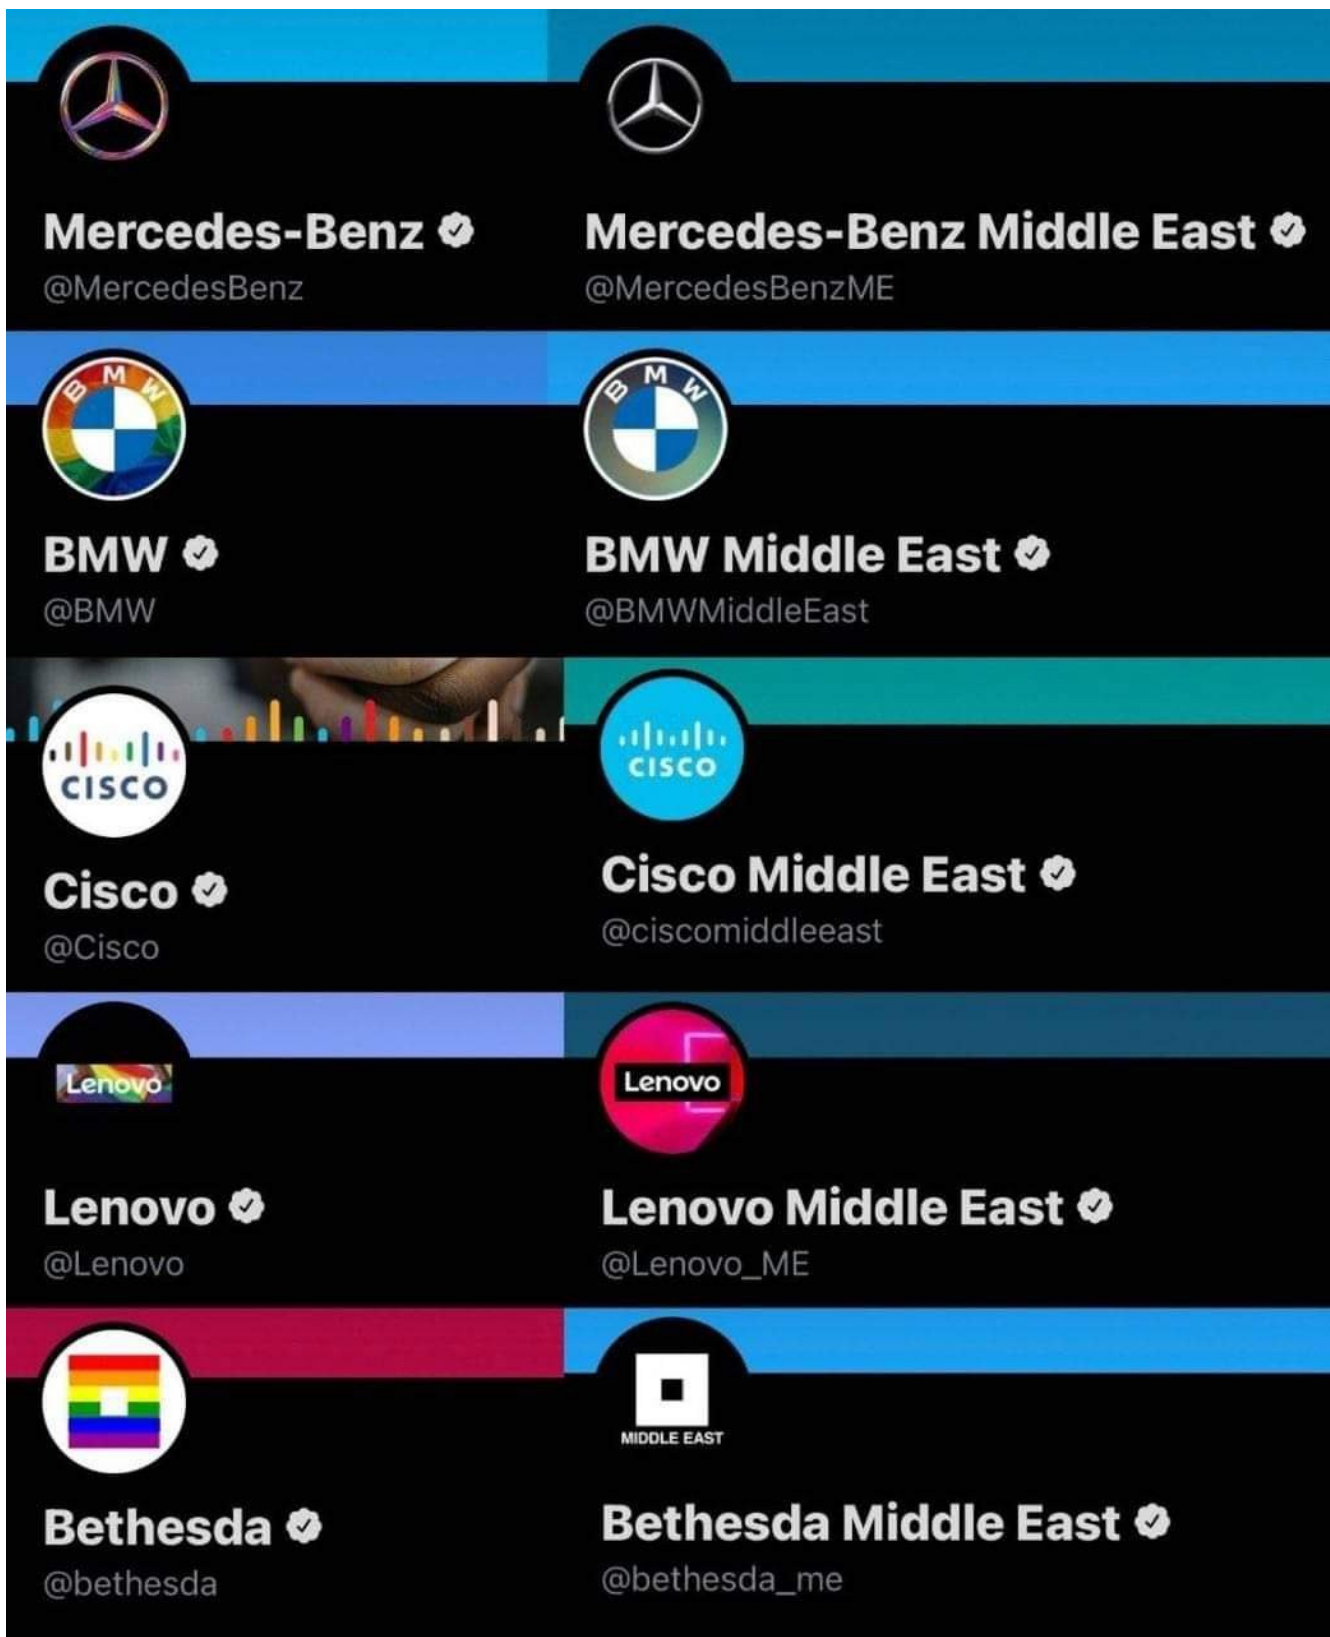 Mercedes-Benz
@MercedesBenz
Mercedes-Benz Middle East
@MercedesBenzME
BMW
BMW
@BMW
BMW
BMW Middle East
@BMWMiddleEast
CISCO
Cisco
@Cisco
CISCO
Cisco Middle East
@ciscomiddleeast
Lenovo
Lenovo
@Lenovo
Lenovo
Lenovo Middle East
@Lenovo_ME
Bethesda
@bethesda
MIDDLE EAST
Bethesda Middle East
@bethesda_me